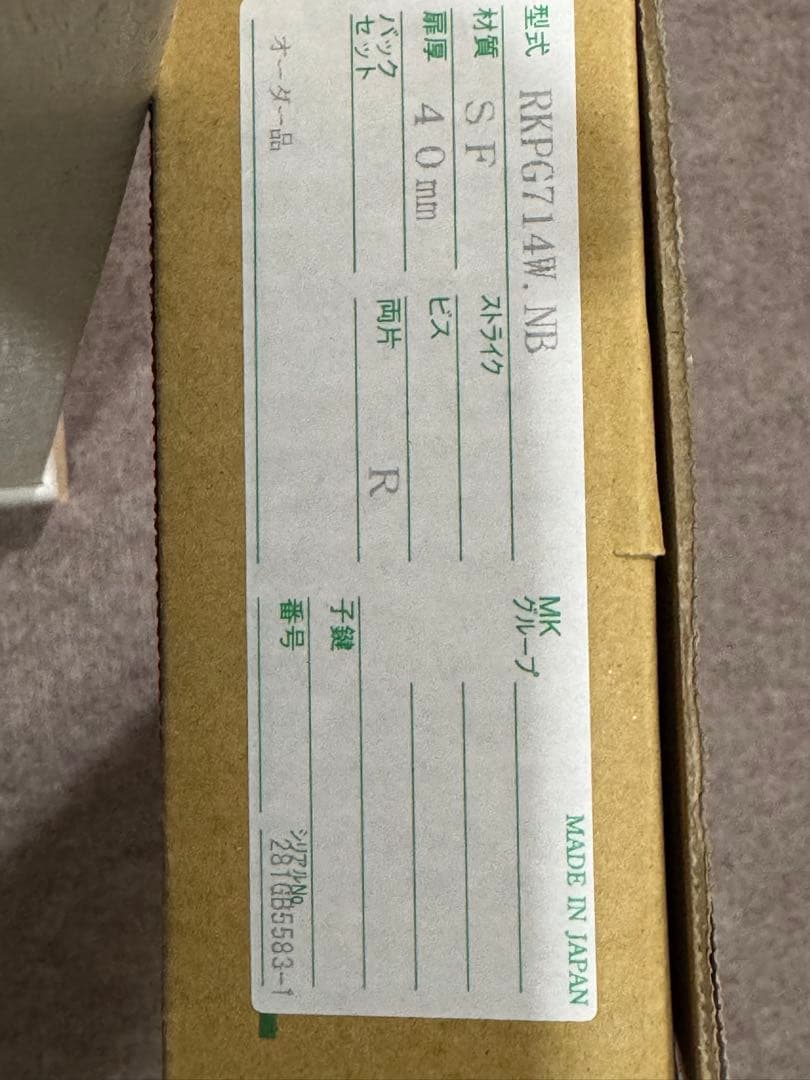 型式 RKPG714W.NB
材質 SF
扉厚 40mm
バックセット
オーダー品
ストライク
ビス
両片 R
MKグループ
子鍵
番号
MADE IN JAPAN
シリアルNo.
281GB5583-1